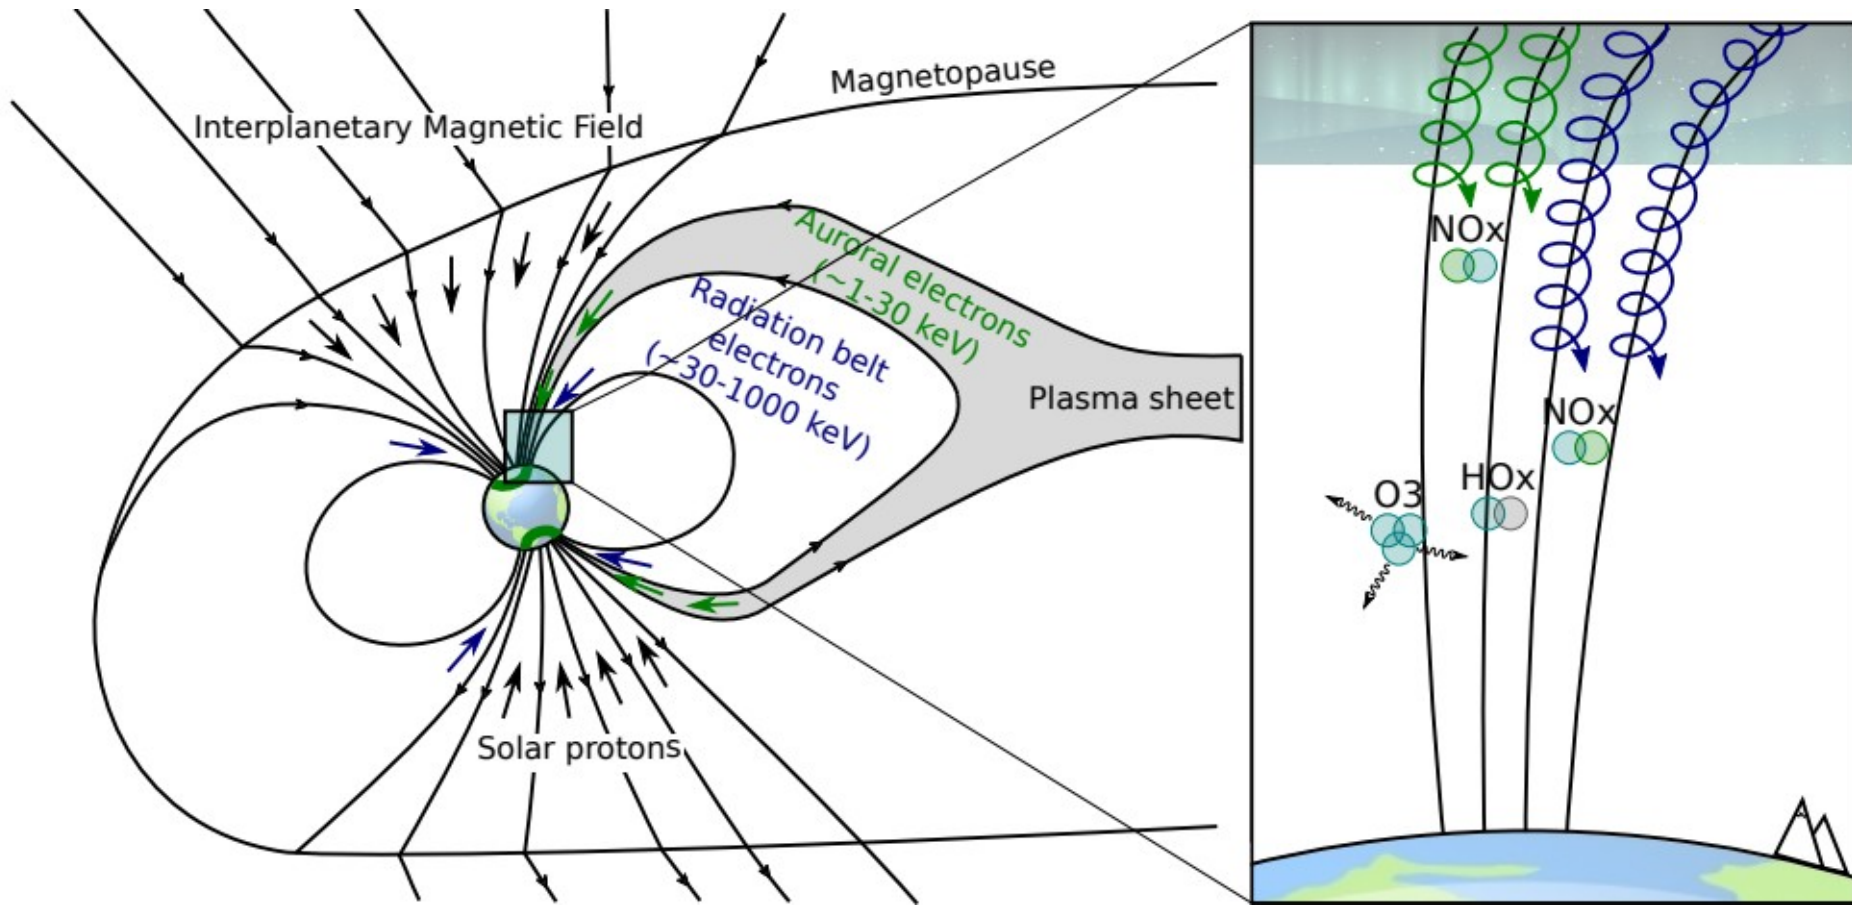 Magnetopause
Interplanetary Magnetic Field
Auroral electrons
(~1-30 keV)
Radiation belt
electrons
(~30-1000 keV)
Plasma sheet
Solar protons
NOx
NOx
HOx
O3